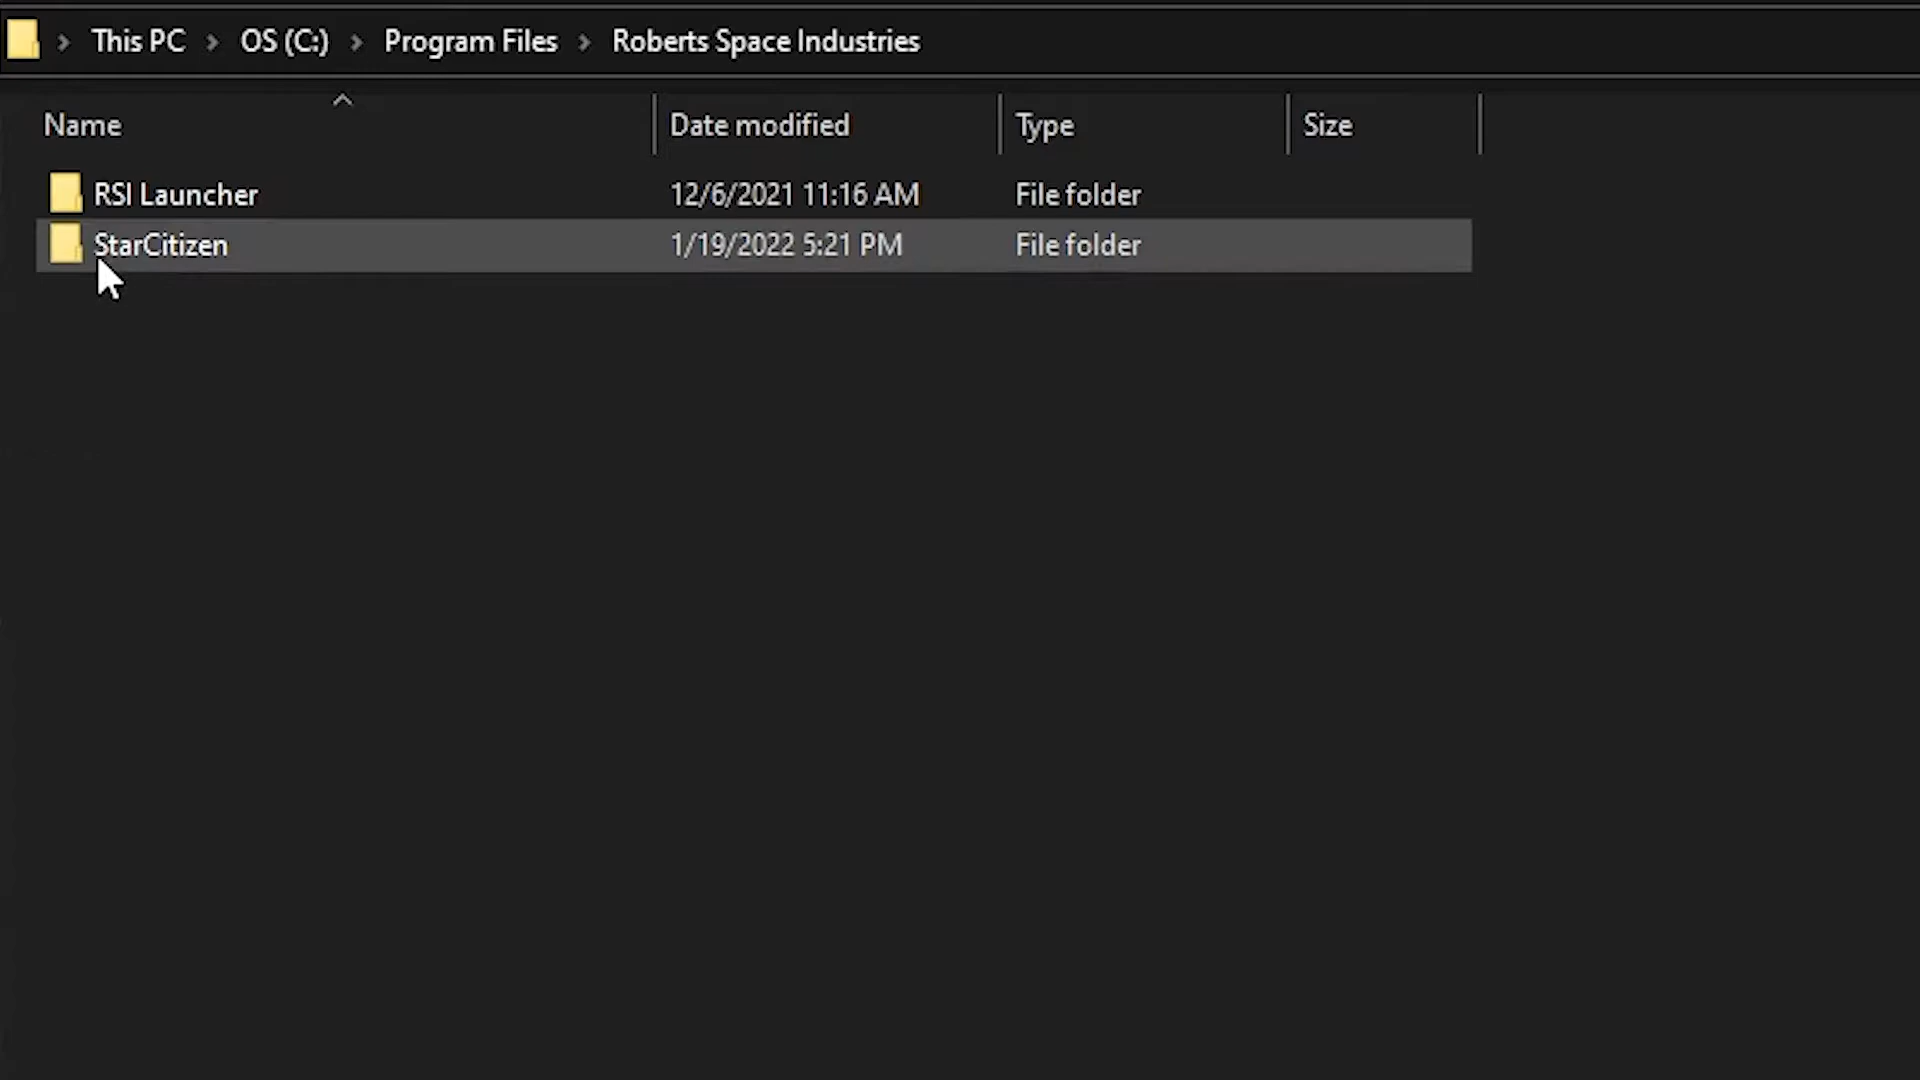 This PC > OS (C:) > Program Files > Roberts Space Industries
Name Date modified Type Size
RSI Launcher 12/6/2021 11:16 AM File folder
StarCitizen 1/19/2022 5:21 PM File folder